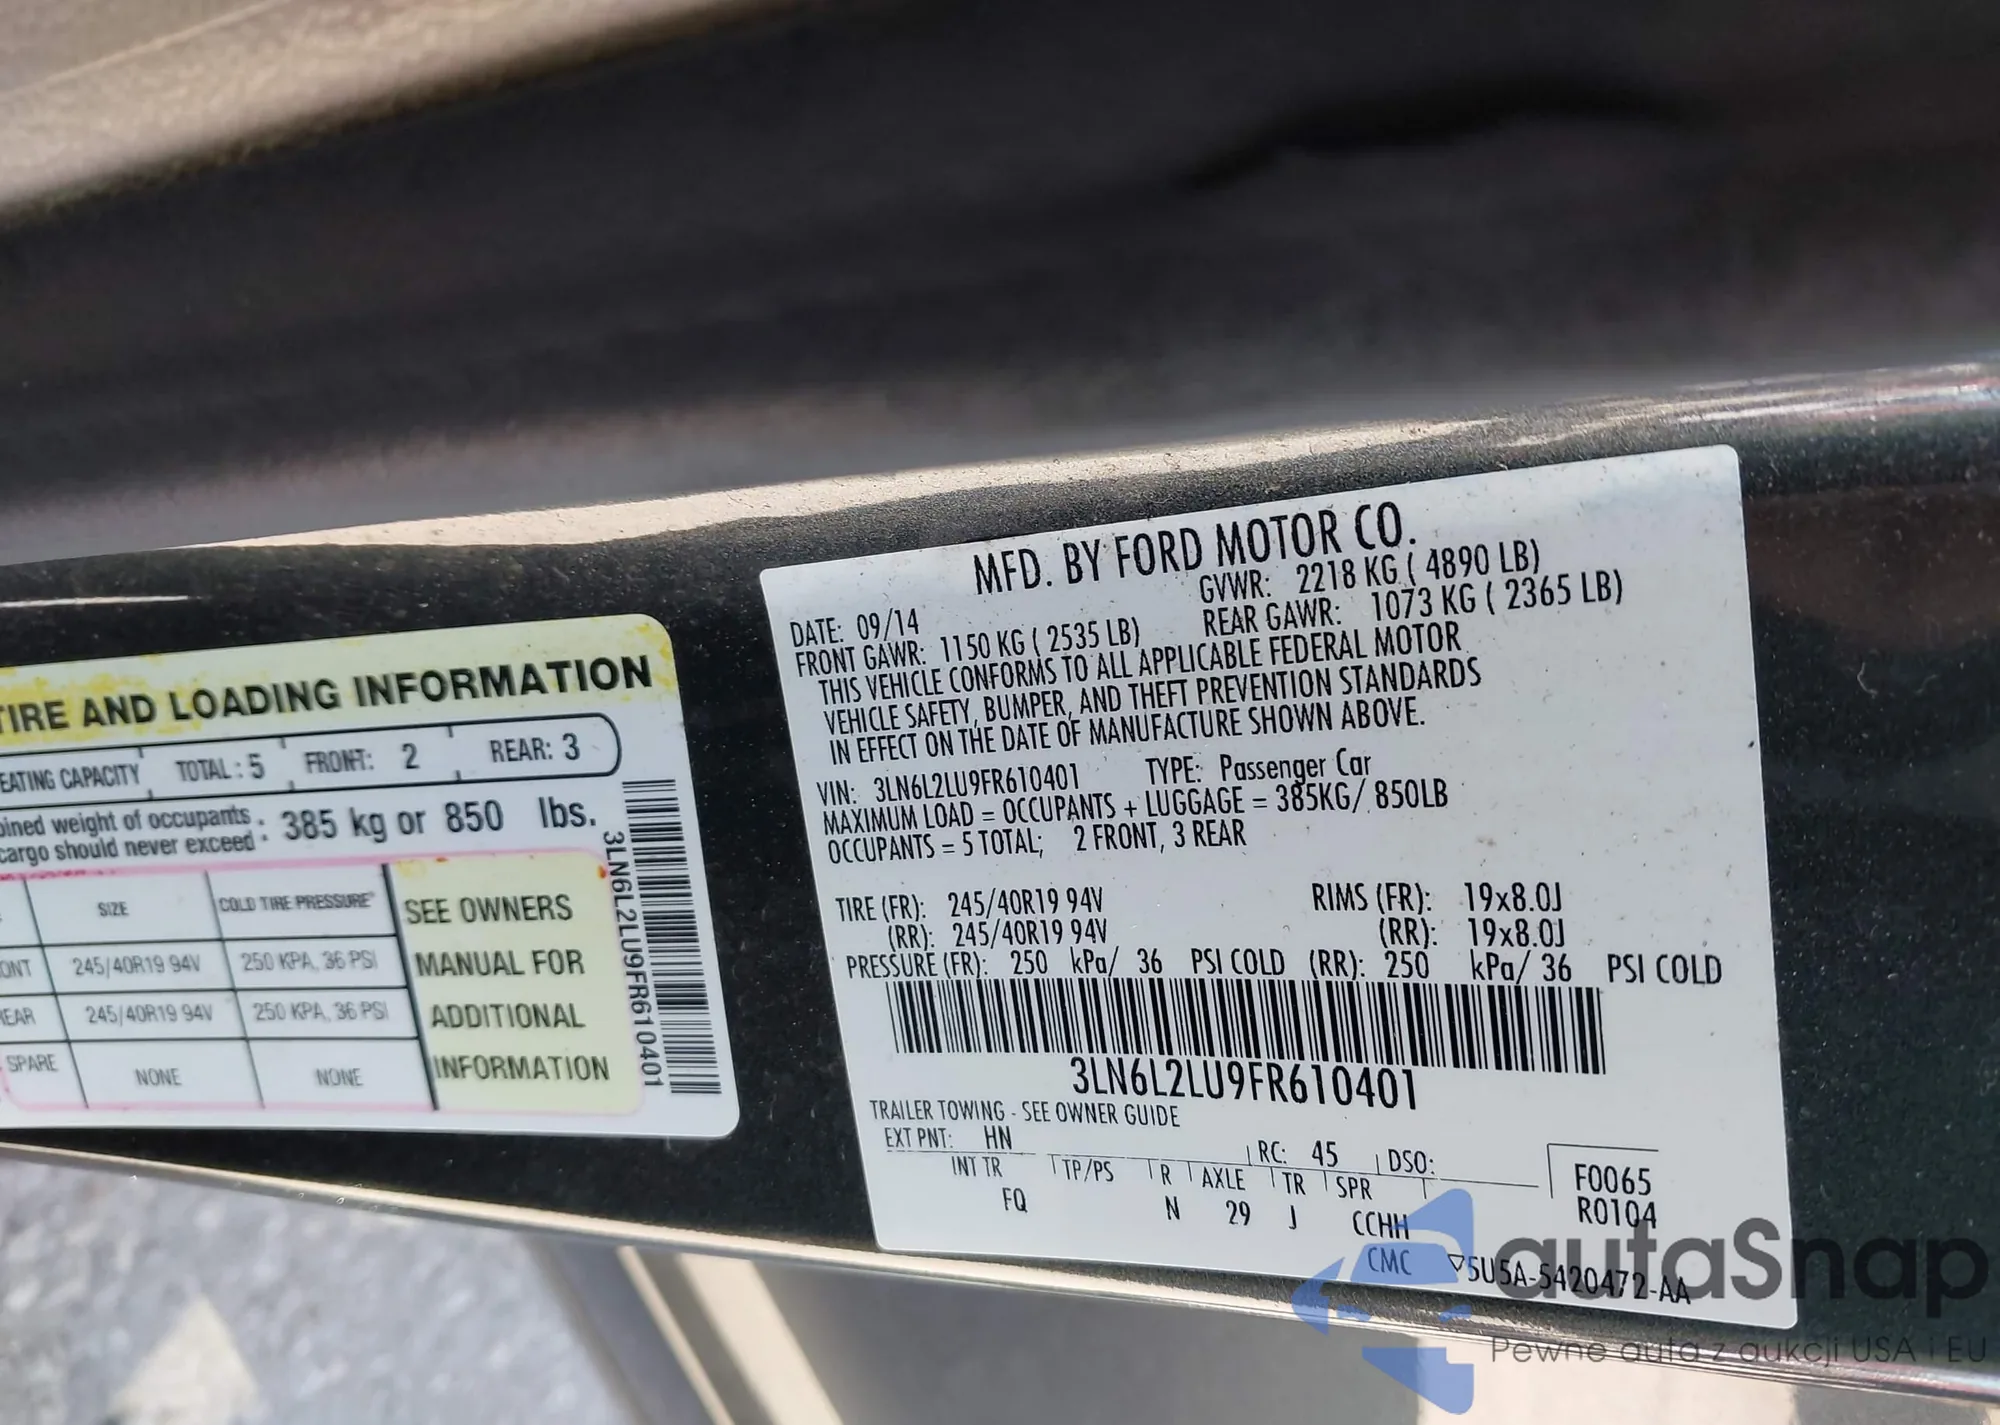 TIRE AND LOADING INFORMATION
EATING CAPACITY TOTAL: 5 FRONT: 2 REAR: 3
bined weight of occupants
cargo should never exceed : 385 kg or 850 lbs.
SIZE COLD TIRE PRESSURE
ONT 245/40R19 94V 250 KPA, 36 PSI
EAR 245/40R19 94V 250 KPA, 36 PSI
SPARE NONE NONE
SEE OWNERS
MANUAL FOR
ADDITIONAL
INFORMATION
3LN6L2LU9FR610401
MFD. BY FORD MOTOR CO.
DATE: 09/14 GVWR: 2218 KG ( 4890 LB)
FRONT GAWR: 1150 KG ( 2535 LB) REAR GAWR: 1073 KG ( 2365 LB)
THIS VEHICLE CONFORMS TO ALL APPLICABLE FEDERAL MOTOR
VEHICLE SAFETY, BUMPER, AND THEFT PREVENTION STANDARDS
IN EFFECT ON THE DATE OF MANUFACTURE SHOWN ABOVE.
VIN: 3LN6L2LU9FR610401 TYPE: Passenger Car
MAXIMUM LOAD = OCCUPANTS + LUGGAGE = 385KG/ 850LB
OCCUPANTS = 5 TOTAL; 2 FRONT, 3 REAR
TIRE (FR): 245/40R19 94V RIMS (FR): 19x8.0J
(RR): 245/40R19 94V (RR): 19x8.0J
PRESSURE (FR): 250 kPa/ 36 PSI COLD (RR): 250 kPa/ 36 PSI COLD
3LN6L2LU9FR610401
TRAILER TOWING - SEE OWNER GUIDE
EXT PNT: HN RC: 45 DSO:
INT TR TP/PS R AXLE TR SPR
FQ N 29 J CCHH
F0065
R0104
CMC ▽5U5A-5420472-AA
autaSnap
Pewne auta z aukcji USA i EU